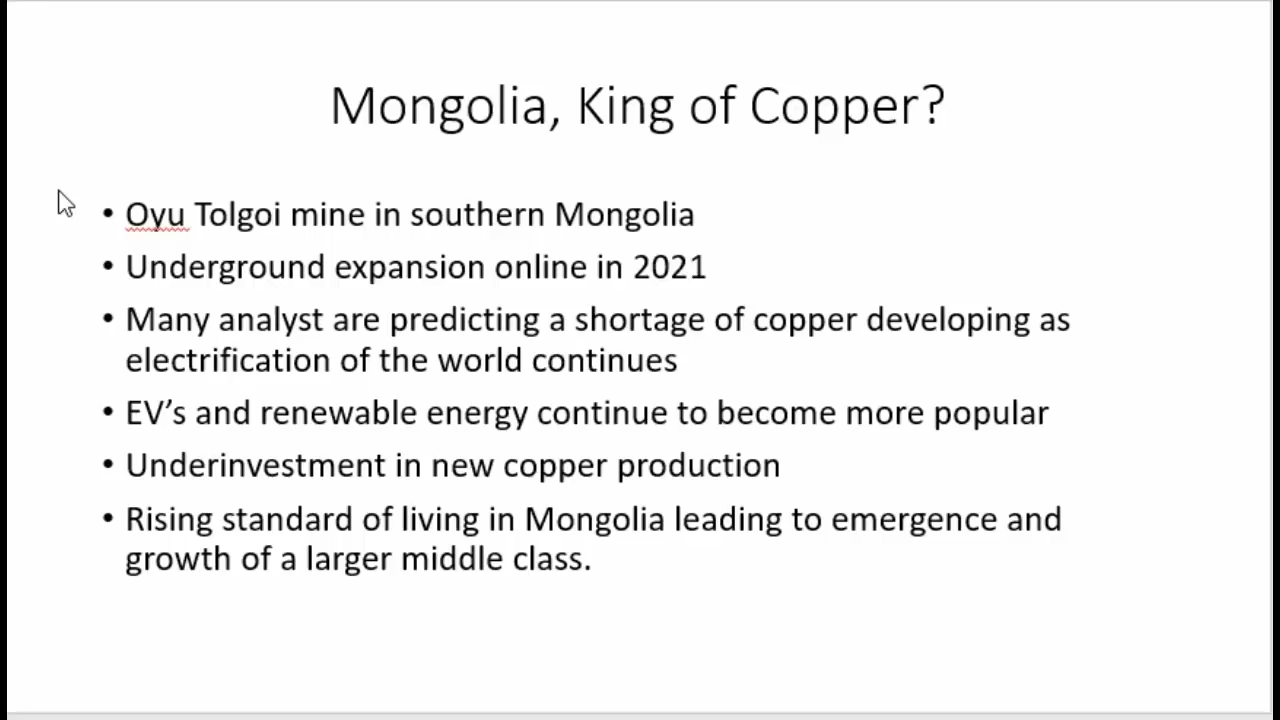 Mongolia, King of Copper?
• Oyu Tolgoi mine in southern Mongolia
• Underground expansion online in 2021
• Many analyst are predicting a shortage of copper developing as
electrification of the world continues
• EV’s and renewable energy continue to become more popular
• Underinvestment in new copper production
• Rising standard of living in Mongolia leading to emergence and
growth of a larger middle class.